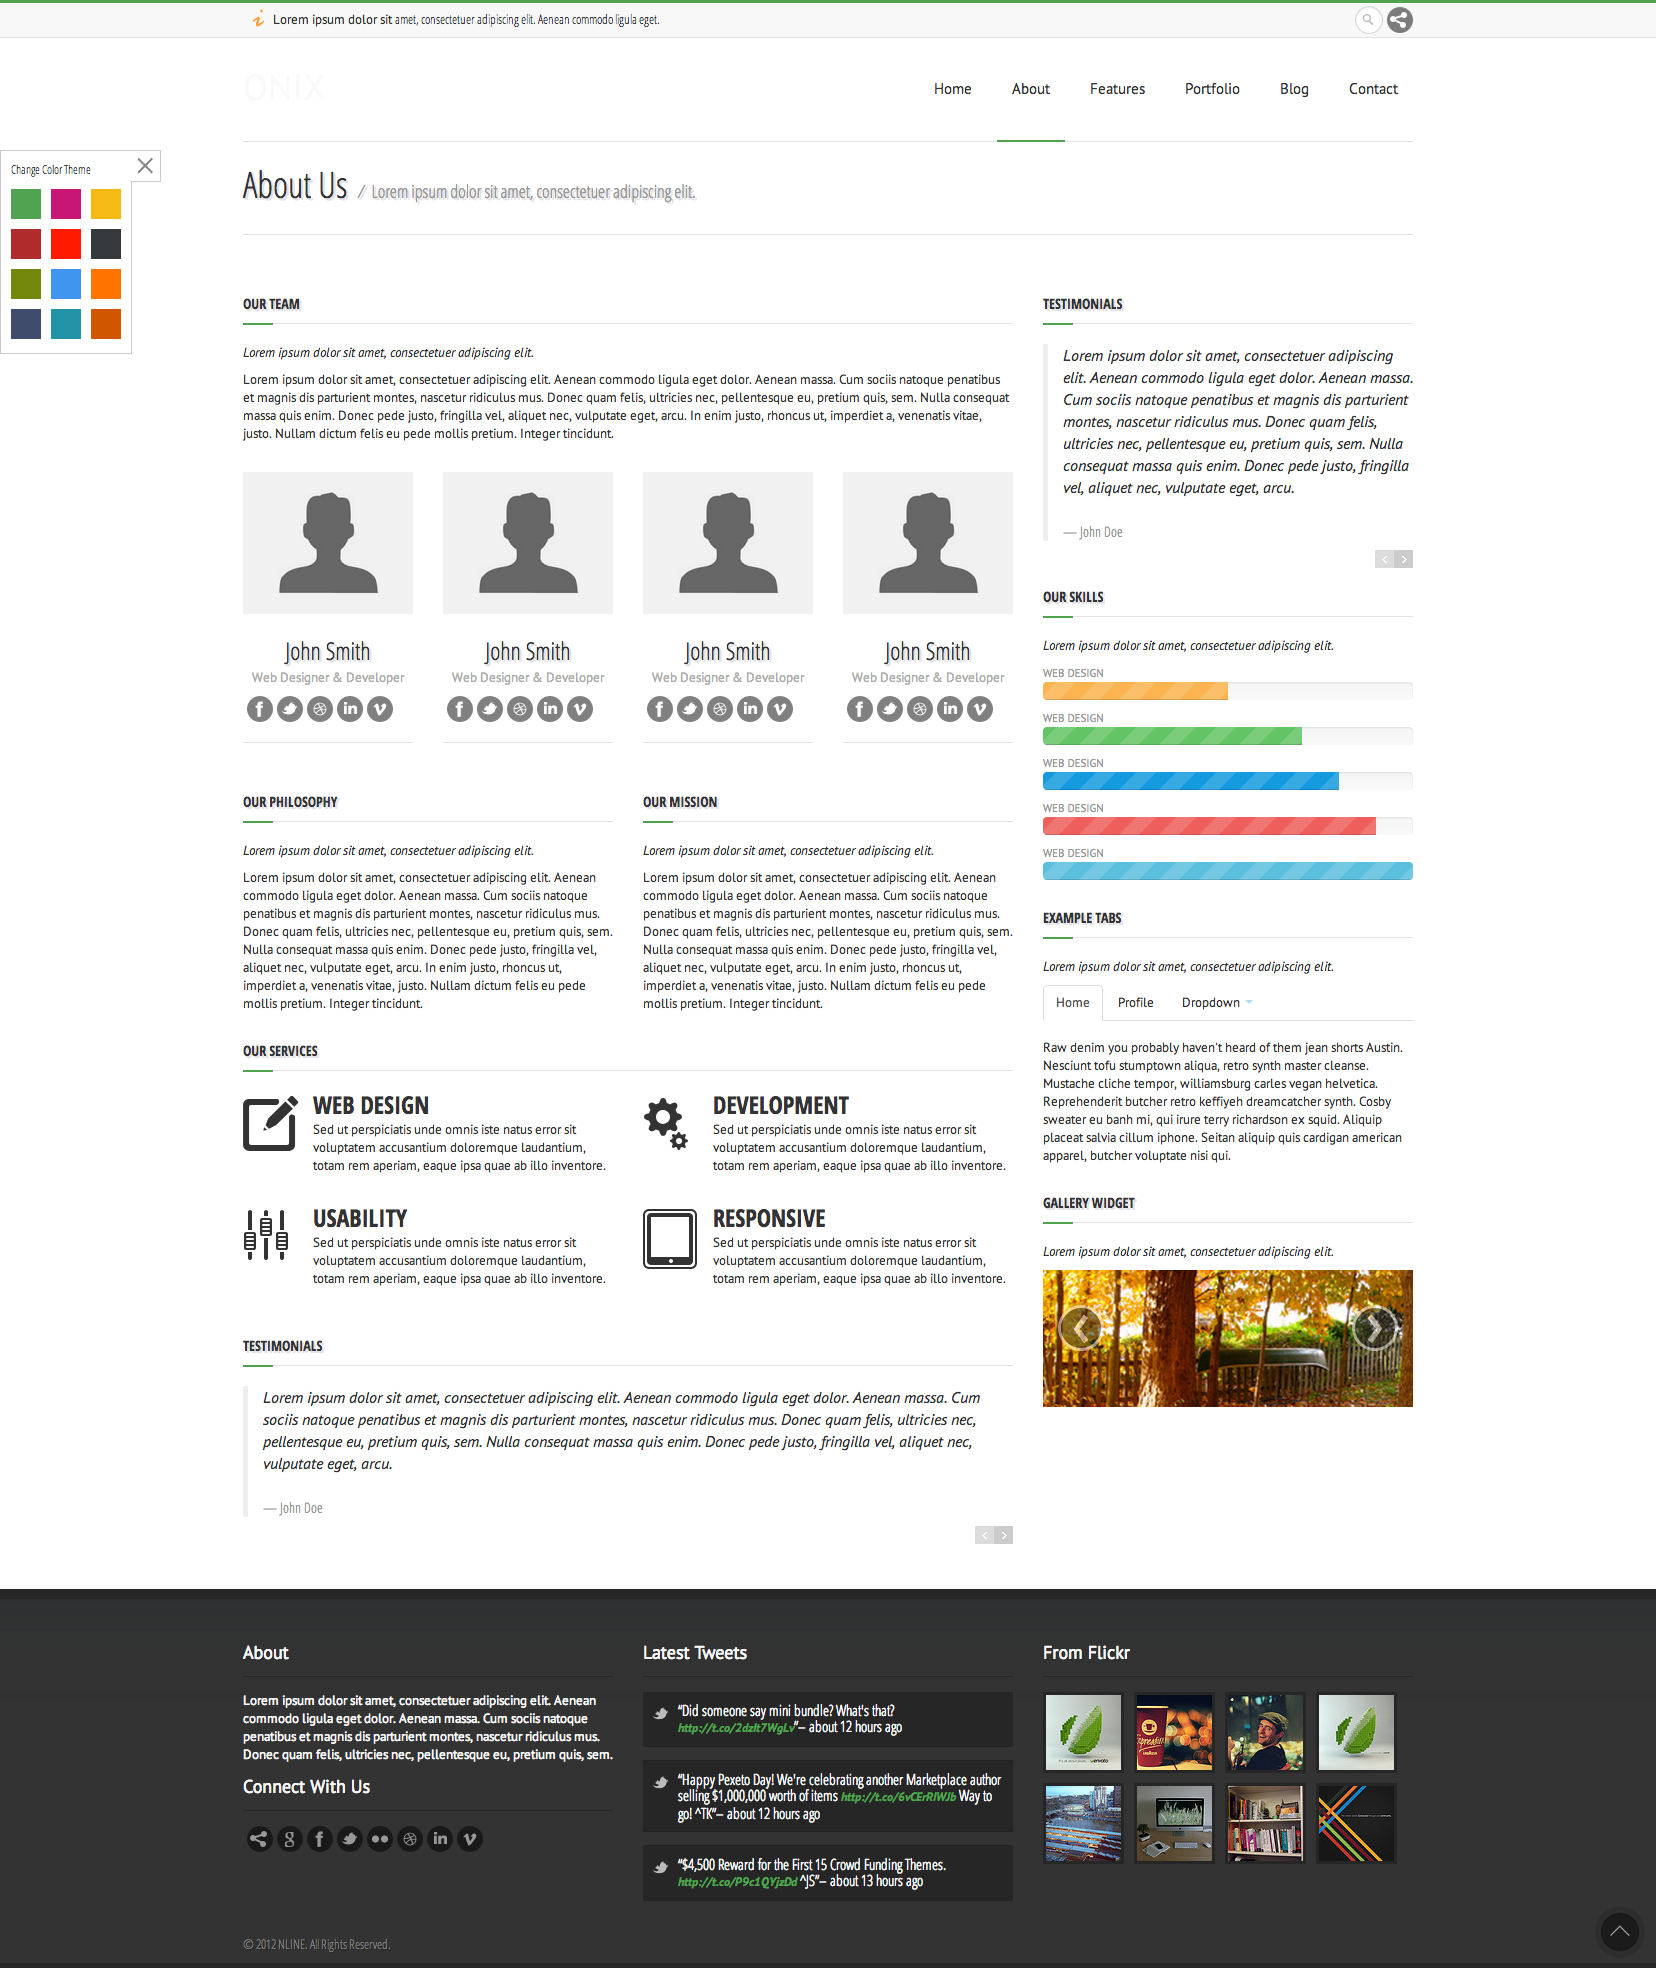 Lorem ipsum dolor sit amet, consectetuer adipiscing elit. Aenean commodo ligula eget.
ONIX
Home
About
Features
Portfolio
Blog
Contact
Change Color Theme
About Us / Lorem ipsum dolor sit amet, consectetuer adipiscing elit.
OUR TEAM
Lorem ipsum dolor sit amet, consectetuer adipiscing elit.
Lorem ipsum dolor sit amet, consectetuer adipiscing elit. Aenean commodo ligula eget dolor. Aenean massa. Cum sociis natoque penatibus
et magnis dis parturient montes, nascetur ridiculus mus. Donec quam felis, ultricies nec, pellentesque eu, pretium quis, sem. Nulla consequat
massa quis enim. Donec pede justo, fringilla vel, aliquet nec, vulputate eget, arcu. In enim justo, rhoncus ut, imperdiet a, venenatis vitae,
justo. Nullam dictum felis eu pede mollis pretium. Integer tincidunt.
John Smith
Web Designer & Developer
John Smith
Web Designer & Developer
John Smith
Web Designer & Developer
John Smith
Web Designer & Developer
OUR PHILOSOPHY
Lorem ipsum dolor sit amet, consectetuer adipiscing elit.
Lorem ipsum dolor sit amet, consectetuer adipiscing elit. Aenean
commodo ligula eget dolor. Aenean massa. Cum sociis natoque
penatibus et magnis dis parturient montes, nascetur ridiculus mus.
Donec quam felis, ultricies nec, pellentesque eu, pretium quis, sem.
Nulla consequat massa quis enim. Donec pede justo, fringilla vel,
aliquet nec, vulputate eget, arcu. In enim justo, rhoncus ut,
imperdiet a, venenatis vitae, justo. Nullam dictum felis eu pede
mollis pretium. Integer tincidunt.
OUR MISSION
Lorem ipsum dolor sit amet, consectetuer adipiscing elit.
Lorem ipsum dolor sit amet, consectetuer adipiscing elit. Aenean
commodo ligula eget dolor. Aenean massa. Cum sociis natoque
penatibus et magnis dis parturient montes, nascetur ridiculus mus.
Donec quam felis, ultricies nec, pellentesque eu, pretium quis, sem.
Nulla consequat massa quis enim. Donec pede justo, fringilla vel,
aliquet nec, vulputate eget, arcu. In enim justo, rhoncus ut,
imperdiet a, venenatis vitae, justo. Nullam dictum felis eu pede
mollis pretium. Integer tincidunt.
OUR SERVICES
WEB DESIGN
Sed ut perspiciatis unde omnis iste natus error sit
voluptatem accusantium doloremque laudantium,
totam rem aperiam, eaque ipsa quae ab illo inventore.
DEVELOPMENT
Sed ut perspiciatis unde omnis iste natus error sit
voluptatem accusantium doloremque laudantium,
totam rem aperiam, eaque ipsa quae ab illo inventore.
USABILITY
Sed ut perspiciatis unde omnis iste natus error sit
voluptatem accusantium doloremque laudantium,
totam rem aperiam, eaque ipsa quae ab illo inventore.
RESPONSIVE
Sed ut perspiciatis unde omnis iste natus error sit
voluptatem accusantium doloremque laudantium,
totam rem aperiam, eaque ipsa quae ab illo inventore.
TESTIMONIALS
Lorem ipsum dolor sit amet, consectetuer adipiscing elit. Aenean commodo ligula eget dolor. Aenean massa. Cum
sociis natoque penatibus et magnis dis parturient montes, nascetur ridiculus mus. Donec quam felis, ultricies nec,
pellentesque eu, pretium quis, sem. Nulla consequat massa quis enim. Donec pede justo, fringilla vel, aliquet nec,
vulputate eget, arcu.
— John Doe
TESTIMONIALS
Lorem ipsum dolor sit amet, consectetuer adipiscing
elit. Aenean commodo ligula eget dolor. Aenean massa.
Cum sociis natoque penatibus et magnis dis parturient
montes, nascetur ridiculus mus. Donec quam felis,
ultricies nec, pellentesque eu, pretium quis, sem. Nulla
consequat massa quis enim. Donec pede justo, fringilla
vel, aliquet nec, vulputate eget, arcu.
— John Doe
OUR SKILLS
Lorem ipsum dolor sit amet, consectetuer adipiscing elit.
WEB DESIGN
WEB DESIGN
WEB DESIGN
WEB DESIGN
WEB DESIGN
EXAMPLE TABS
Lorem ipsum dolor sit amet, consectetuer adipiscing elit.
Home
Profile
Dropdown
Raw denim you probably haven't heard of them jean shorts Austin.
Nesciunt tofu stumptown aliqua, retro synth master cleanse.
Mustache cliche tempor, williamsburg carles vegan helvetica.
Reprehenderit butcher retro keffiyeh dreamcatcher synth. Cosby
sweater eu banh mi, qui irure terry richardson ex squid. Aliquip
placeat salvia cillum iphone. Seitan aliquip quis cardigan american
apparel, butcher voluptate nisi qui.
GALLERY WIDGET
Lorem ipsum dolor sit amet, consectetuer adipiscing elit.
About
Lorem ipsum dolor sit amet, consectetuer adipiscing elit. Aenean
commodo ligula eget dolor. Aenean massa. Cum sociis natoque
penatibus et magnis dis parturient montes, nascetur ridiculus mus.
Donec quam felis, ultricies nec, pellentesque eu, pretium quis, sem.
Connect With Us
Latest Tweets
“Did someone say mini bundle? What's that?
http://t.co/2dzIt7WgLv”– about 12 hours ago
“Happy Pexeto Day! We're celebrating another Marketplace author
selling $1,000,000 worth of items http://t.co/6vCErRlWJb Way to
go! ^TK”– about 12 hours ago
“$4,500 Reward for the First 15 Crowd Funding Themes.
http://t.co/P9c1QYjzDd ^JS”– about 13 hours ago
From Flickr
© 2012 NLINE. All Rights Reserved.